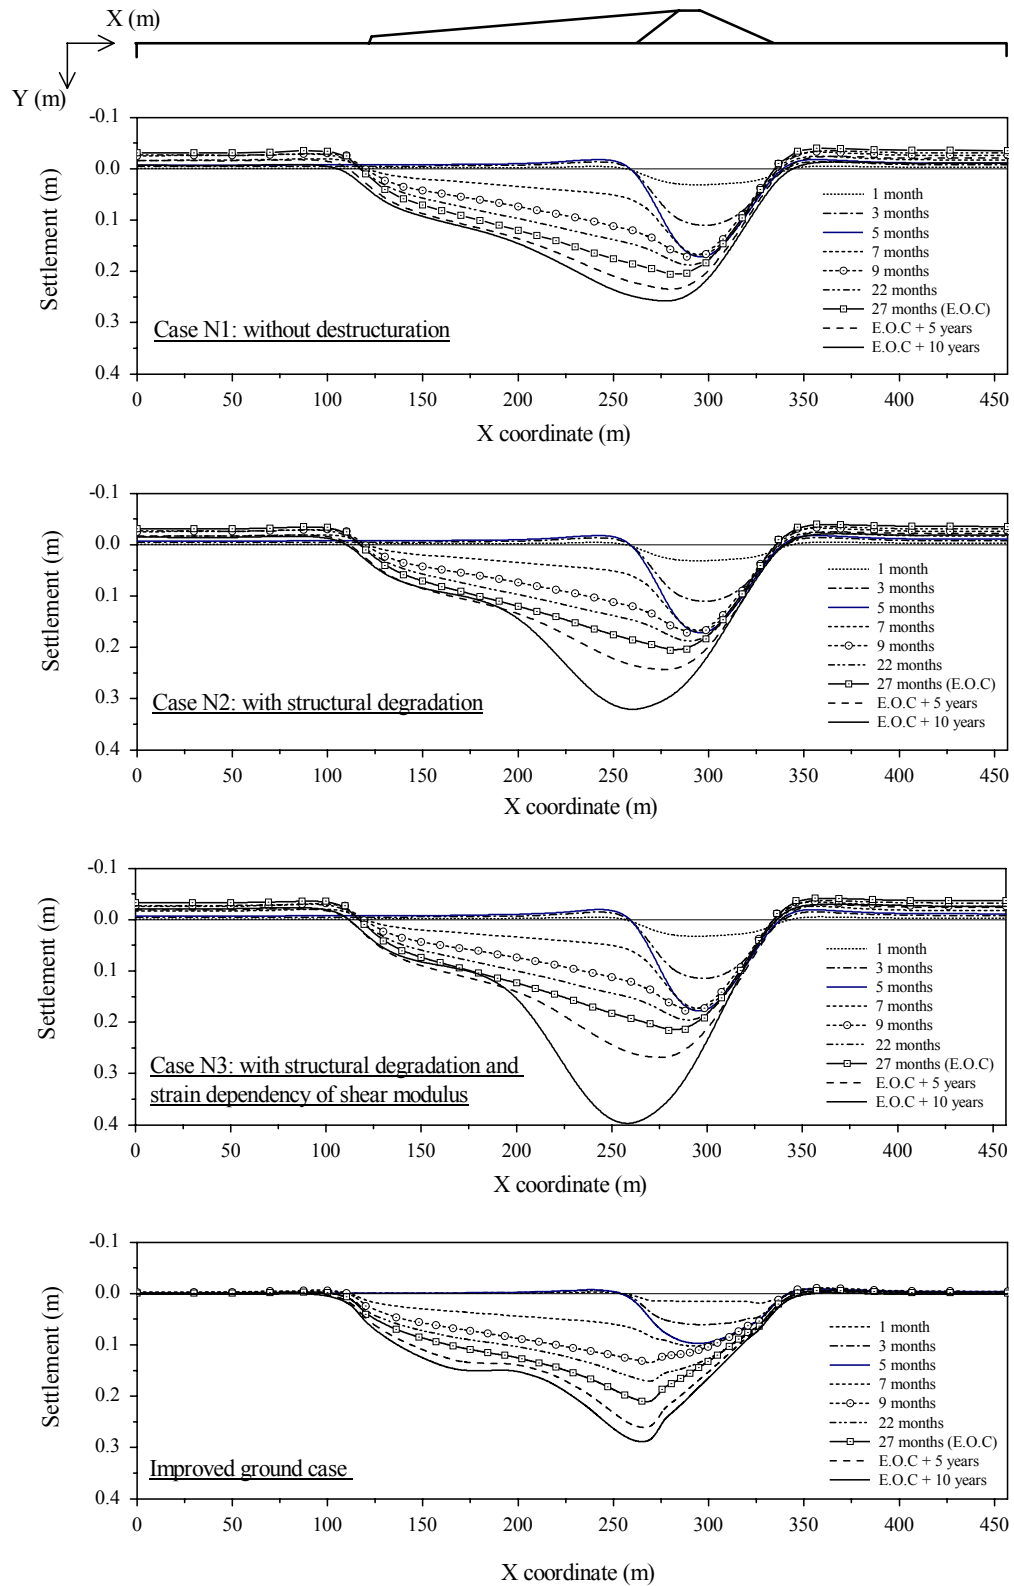 X (m)
Y (m)
-0.1
0.0
0.1
0.2
0.3
0.4
Settlement (m)
1 month
3 months
5 months
7 months
9 months
22 months
27 months (E.O.C)
E.O.C + 5 years
E.O.C + 10 years
Case N1: without destructuration
0 50 100 150 200 250 300 350 400 450
X coordinate (m)
-0.1
0.0
0.1
0.2
0.3
0.4
Settlement (m)
1 month
3 months
5 months
7 months
9 months
22 months
27 months (E.O.C)
E.O.C + 5 years
E.O.C + 10 years
Case N2: with structural degradation
0 50 100 150 200 250 300 350 400 450
X coordinate (m)
-0.1
0.0
0.1
0.2
0.3
0.4
Settlement (m)
1 month
3 months
5 months
7 months
9 months
22 months
27 months (E.O.C)
E.O.C + 5 years
E.O.C + 10 years
Case N3: with structural degradation and
strain dependency of shear modulus
0 50 100 150 200 250 300 350 400 450
X coordinate (m)
-0.1
0.0
0.1
0.2
0.3
0.4
Settlement (m)
1 month
3 months
5 months
7 months
9 months
22 months
27 months (E.O.C)
E.O.C + 5 years
E.O.C + 10 years
Improved ground case
0 50 100 150 200 250 300 350 400 450
X coordinate (m)